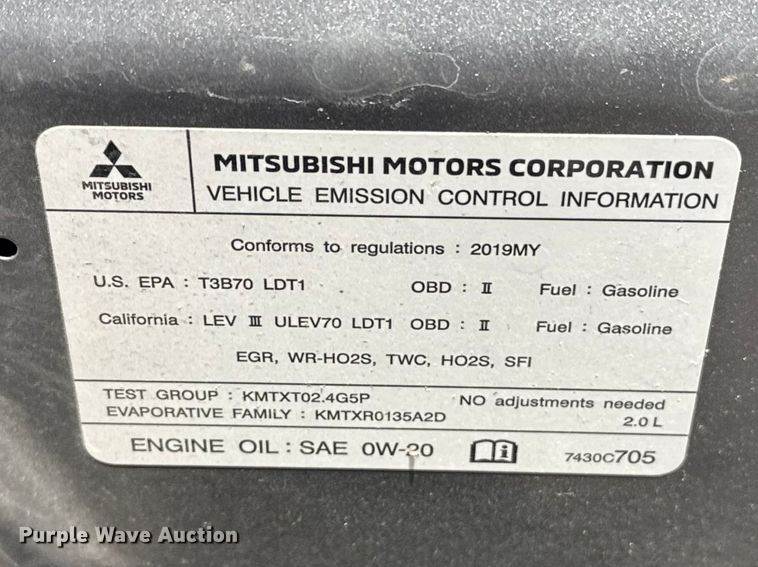 MITSUBISHI
MOTORS
MITSUBISHI MOTORS CORPORATION
VEHICLE EMISSION CONTROL INFORMATION
Conforms to regulations : 2019MY
U.S. EPA : T3B70 LDT1 OBD : II Fuel : Gasoline
California : LEV III ULEV70 LDT1 OBD : II Fuel : Gasoline
EGR, WR-HO2S, TWC, HO2S, SFI
TEST GROUP : KMTXT02.4G5P NO adjustments needed
EVAPORATIVE FAMILY : KMTXR0135A2D 2.0 L
ENGINE OIL : SAE 0W-20 7430C705
Purple Wave Auction